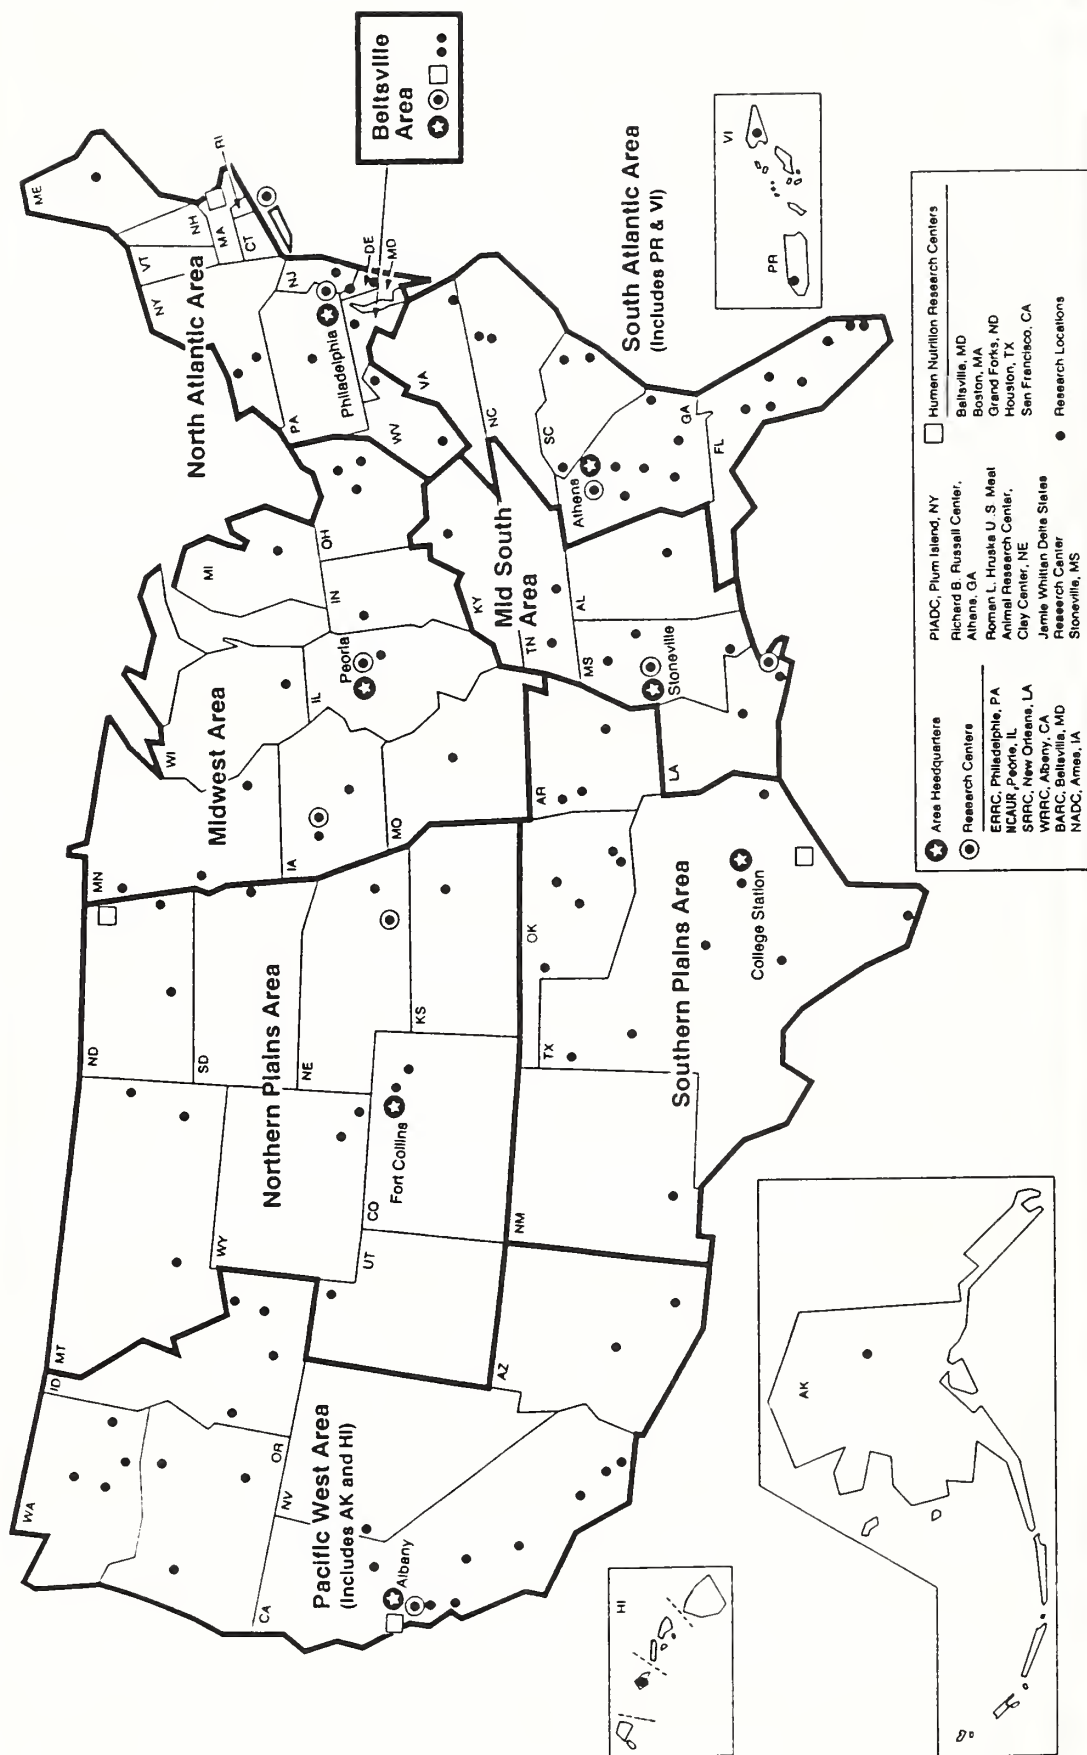 WA
MT
ND
MN
ID
OR
NV
CA
WY
SD
NE
UT
CO
KS
AZ
NM
TX
OK
WI
MI
IA
IL
IN
OH
MO
AR
LA
KY
TN
MS
AL
ME
VT
NH
NY
MA
RI
CT
NJ
PA
DE
MD
WV
VA
NC
SC
GA
FL
Pacific West Area
(Includes AK and HI)
Albany
Northern Plains Area
Fort Collins
Southern Plains Area
College Station
Midwest Area
Peoria
Mid South
Area
Stoneville
North Atlantic Area
Philadelphia
Beltsville
Area
South Atlantic Area
(Includes PR & VI)
Athens
HI
AK
PR
VI
Area Headquarters
Research Centers
ERRC, Philadelphia, PA
NCAUR, Peoria, IL
SRRC, New Orleans, LA
WRRC, Albany, CA
BARC, Beltsville, MD
NADC, Ames, IA
PIADC, Plum Island, NY
Richard B. Russell Center,
Athens, GA
Roman L. Hruska U.S. Meat
Animal Research Center,
Clay Center, NE
Jamie Whitten Delta States
Research Center
Stoneville, MS
Human Nutrition Research Centers
Beltsville, MD
Boston, MA
Grand Forks, ND
Houston, TX
San Francisco, CA
Research Locations